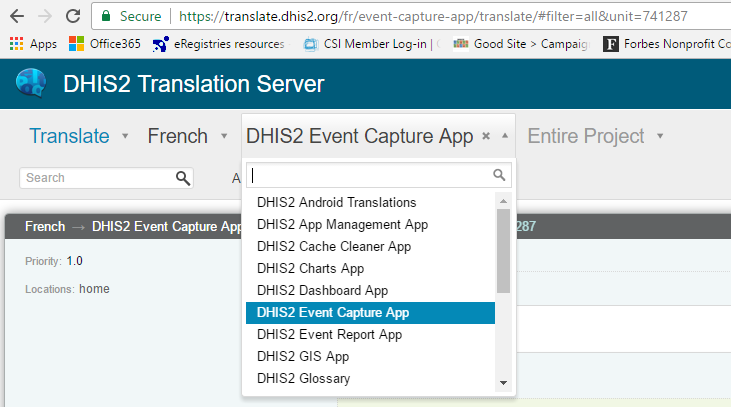 Secure | https://translate.dhis2.org/fr/event-capture-app/translate/#filter=all&unit=741287
Apps Office365 eRegistries resources CSI Member Log-in | C Good Site > Campaig Forbes Nonprofit Co
DHIS2 Translation Server
Translate French DHIS2 Event Capture App × Entire Project
Search A
French → DHIS2 Event Capture App 287
Priority: 1.0
Locations: home
DHIS2 Android Translations
DHIS2 App Management App
DHIS2 Cache Cleaner App
DHIS2 Charts App
DHIS2 Dashboard App
DHIS2 Event Capture App
DHIS2 Event Report App
DHIS2 GIS App
DHIS2 Glossary